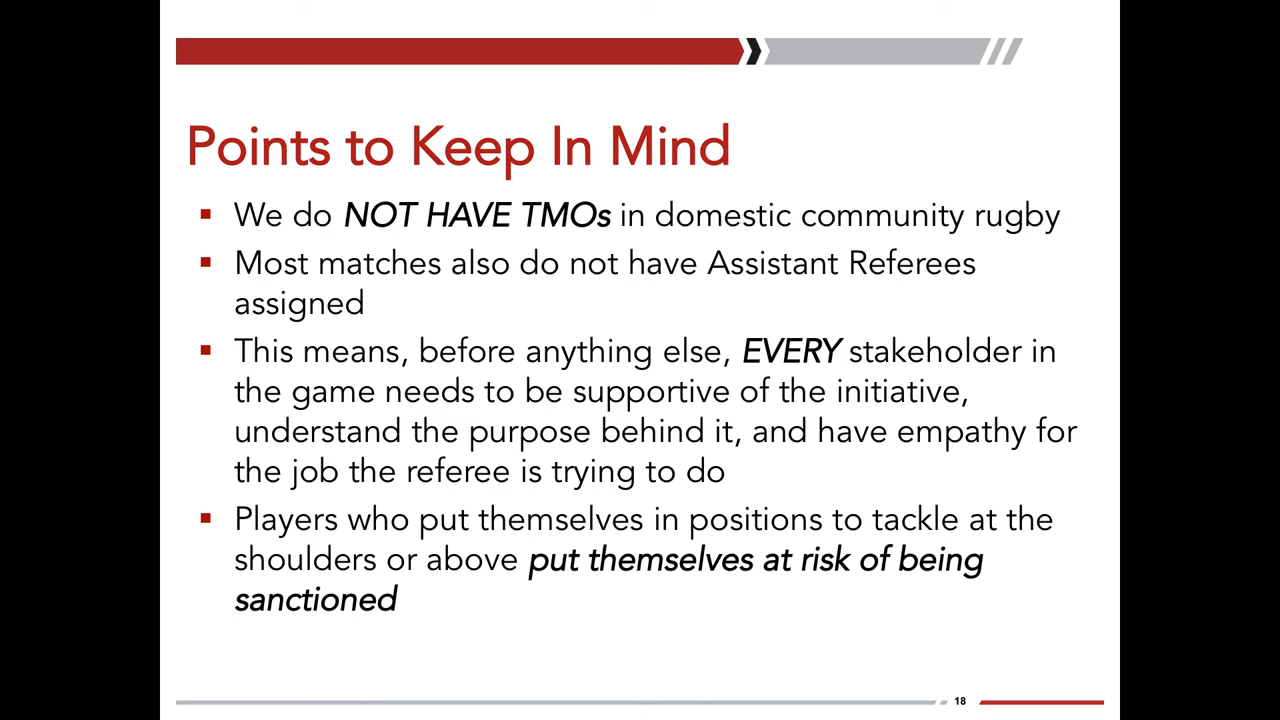 Points to Keep In Mind
▪ We do NOT HAVE TMOs in domestic community rugby
▪ Most matches also do not have Assistant Referees
assigned
▪ This means, before anything else, EVERY stakeholder in
the game needs to be supportive of the initiative,
understand the purpose behind it, and have empathy for
the job the referee is trying to do
▪ Players who put themselves in positions to tackle at the
shoulders or above put themselves at risk of being
sanctioned
18